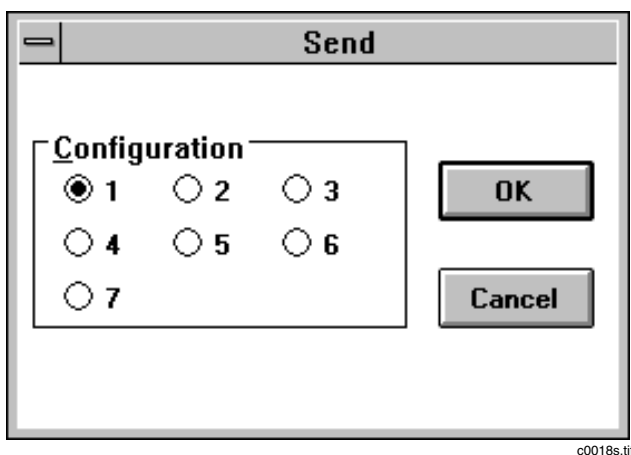 Send
Configuration
1 2 3
4 5 6
7
OK
Cancel
c0018s.ti